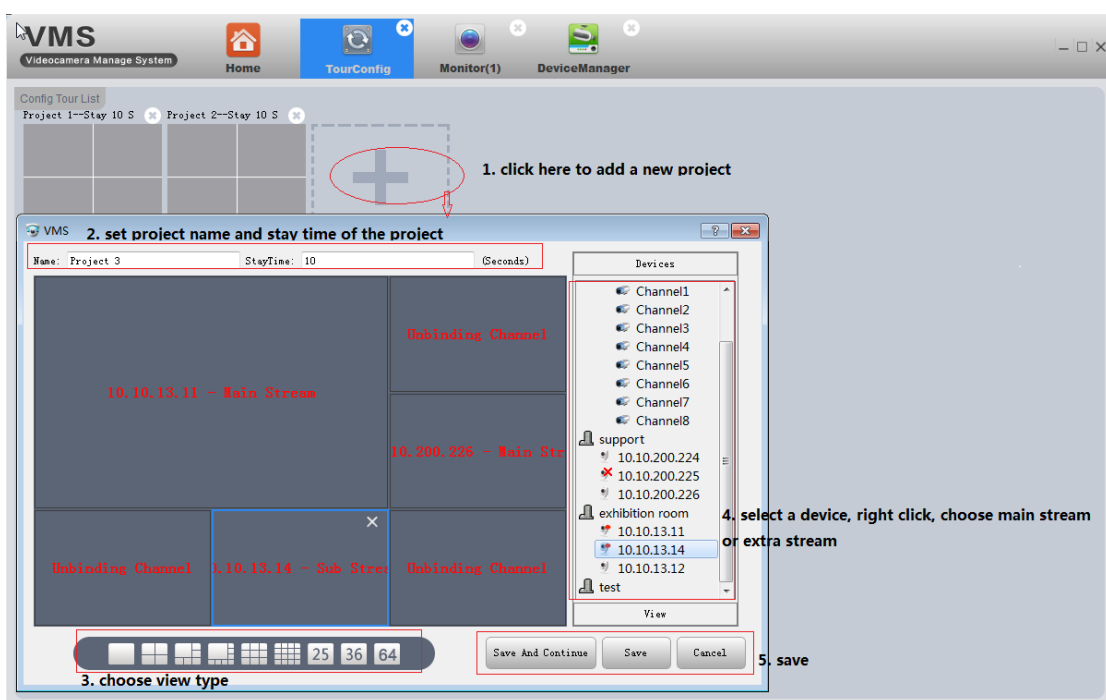 VMS
Videocamera Manage System
Home
TourConfig
Monitor(1)
DeviceManager
Config Tour List
Project 1--Stay 10 S
Project 2--Stay 10 S
1. click here to add a new project
VMS
2. set project name and stay time of the project
Name: Project 3
StayTime: 10
(Seconds)
Devices
10.10.13.11 - Main Stream
Unbinding Channel
10.200.226 - Main Str
Unbinding Channel
0.10.13.14 - Sub Stre
Unbinding Channel
Channel1
Channel2
Channel3
Channel4
Channel5
Channel6
Channel7
Channel8
support
10.10.200.224
10.10.200.225
10.10.200.226
exhibition room
10.10.13.11
10.10.13.14
10.10.13.12
test
View
4. select a device, right click, choose main stream
or extra stream
25 36 64
3. choose view type
Save And Continue
Save
Cancel
5. save